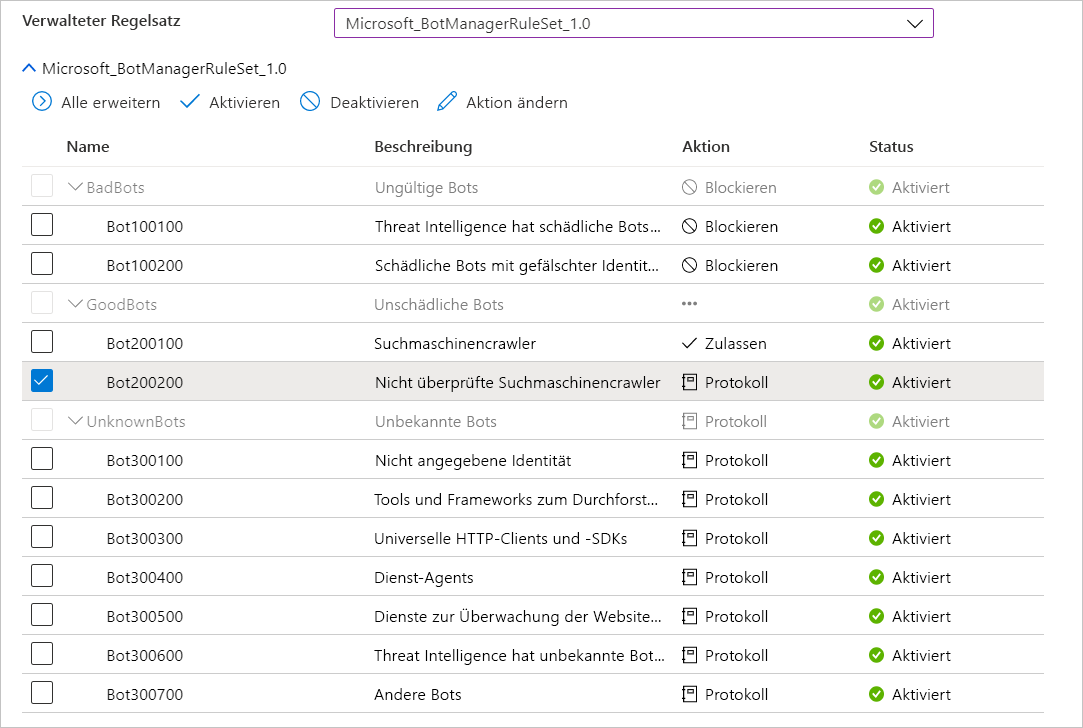 Verwalteter Regelsatz Microsoft_BotManagerRuleSet_1.0
Microsoft_BotManagerRuleSet_1.0
Alle erweitern Aktivieren Deaktivieren Aktion ändern
Name Beschreibung Aktion Status
BadBots Ungültige Bots Blockieren Aktiviert
Bot100100 Threat Intelligence hat schädliche Bots... Blockieren Aktiviert
Bot100200 Schädliche Bots mit gefälschter Identit... Blockieren Aktiviert
GoodBots Unschädliche Bots ••• Aktiviert
Bot200100 Suchmaschinencrawler Zulassen Aktiviert
Bot200200 Nicht überprüfte Suchmaschinencrawler Protokoll Aktiviert
UnknownBots Unbekannte Bots Protokoll Aktiviert
Bot300100 Nicht angegebene Identität Protokoll Aktiviert
Bot300200 Tools und Frameworks zum Durchforst... Protokoll Aktiviert
Bot300300 Universelle HTTP-Clients und -SDKs Protokoll Aktiviert
Bot300400 Dienst-Agents Protokoll Aktiviert
Bot300500 Dienste zur Überwachung der Website... Protokoll Aktiviert
Bot300600 Threat Intelligence hat unbekannte Bot... Protokoll Aktiviert
Bot300700 Andere Bots Protokoll Aktiviert